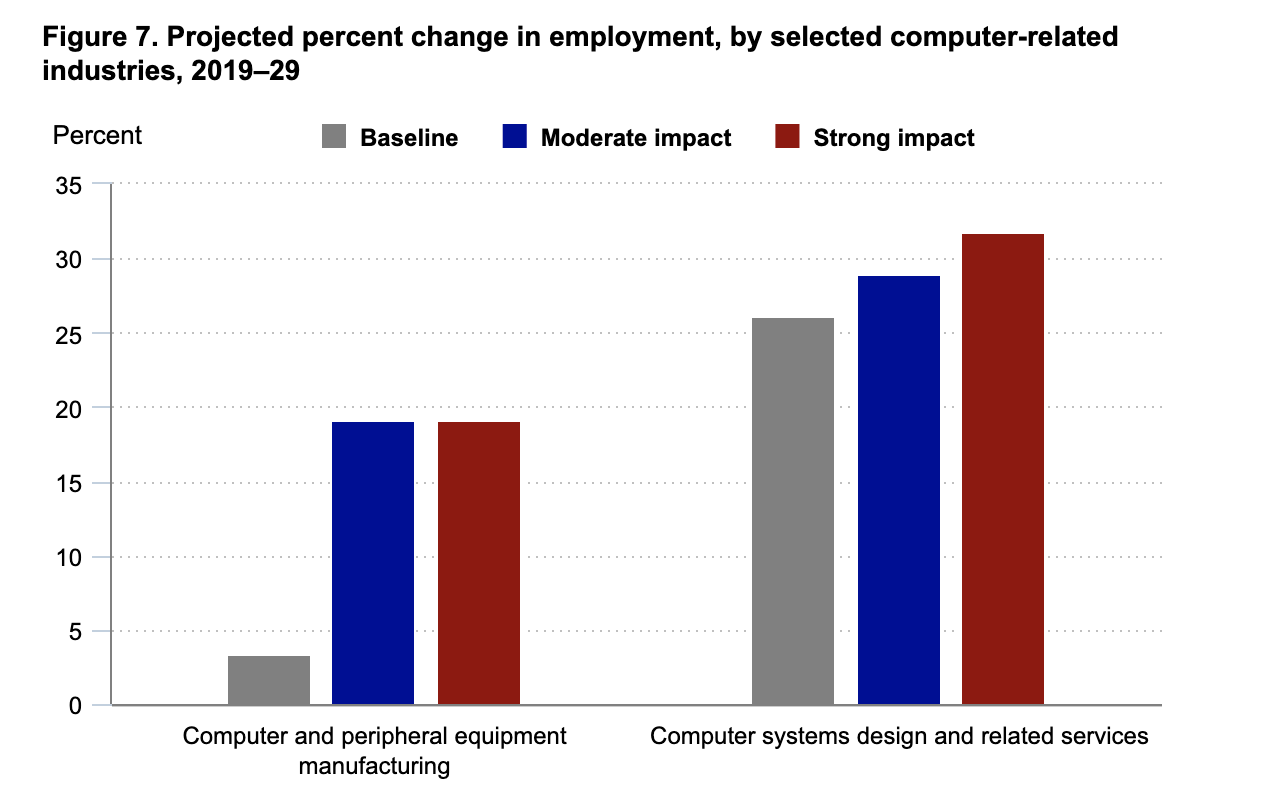 Figure 7. Projected percent change in employment, by selected computer-related
industries, 2019–29
Percent
Baseline
Moderate impact
Strong impact
35
30
25
20
15
10
5
0
Computer and peripheral equipment
manufacturing
Computer systems design and related services